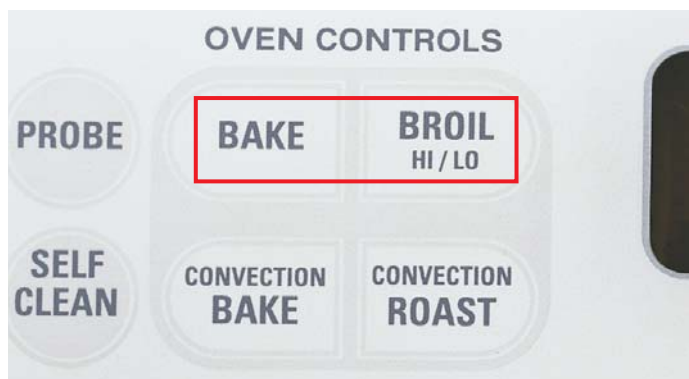 OVEN CONTROLS
PROBE
BAKE
BROIL
HI / LO
SELF
CLEAN
CONVECTION
BAKE
CONVECTION
ROAST